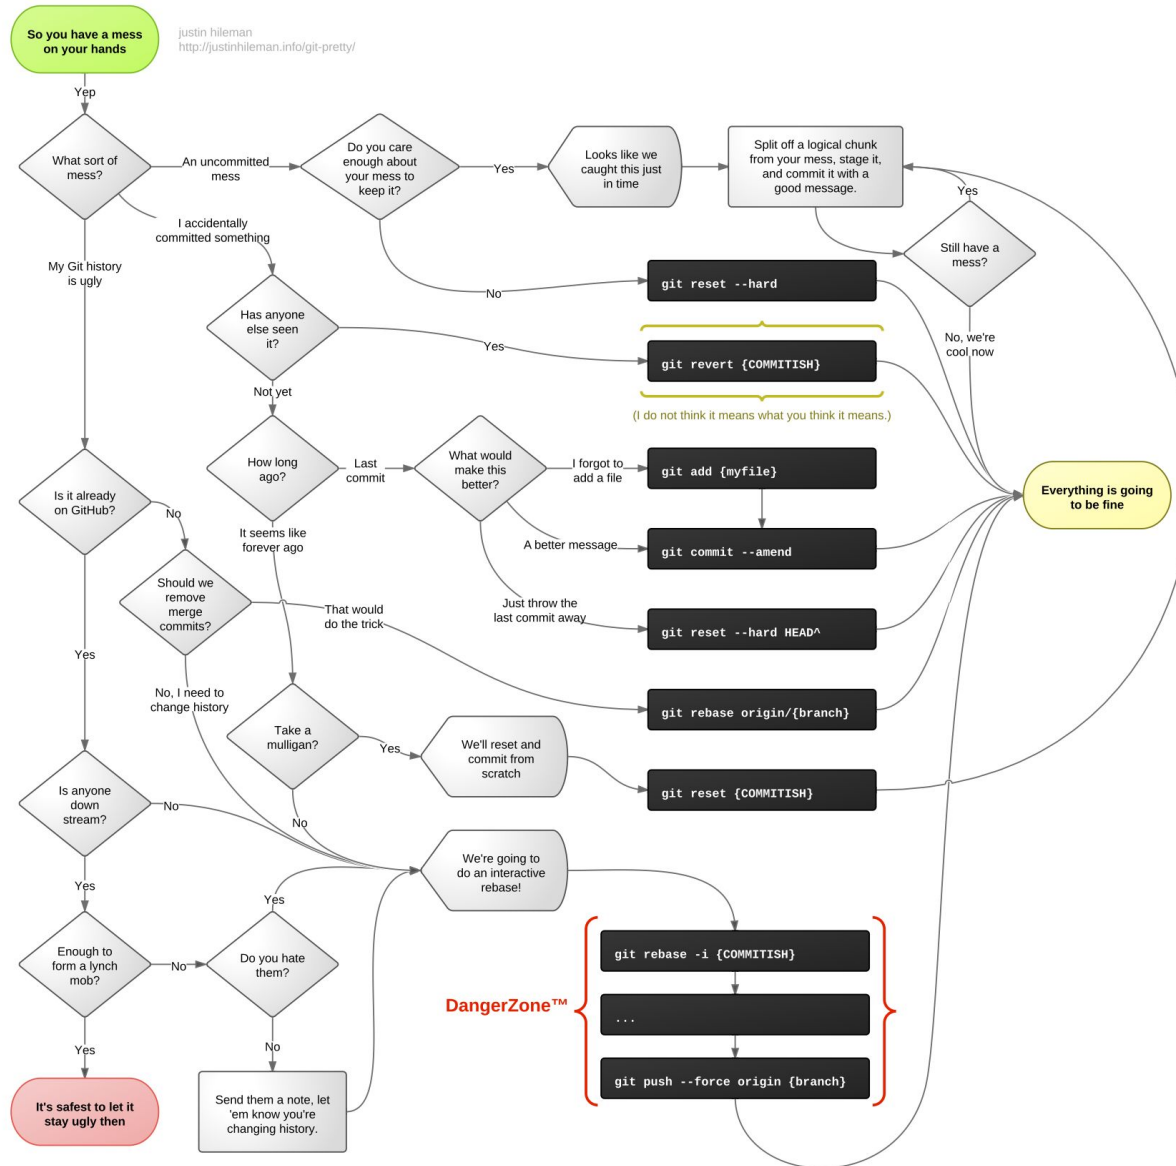 So you have a mess
on your hands
justin hileman
http://justinhileman.info/git-pretty/
Yep
What sort of
mess?
An uncommitted
mess
Do you care
enough about
your mess to
keep it?
Yes
Looks like we
caught this just
in time
Split off a logical chunk
from your mess, stage it,
and commit it with a
good message.
Yes
Still have a
mess?
No, we're
cool now
I accidentally
committed something
My Git history
is ugly
No
git reset --hard
Has anyone
else seen
it?
Yes
git revert {COMMITISH}
(I do not think it means what you think it means.)
Not yet
How long
ago?
Last
commit
What would
make this
better?
I forgot to
add a file
git add {myfile}
A better message
git commit --amend
Just throw the
last commit away
git reset --hard HEAD^
Everything is going
to be fine
Is it already
on GitHub?
No
It seems like
forever ago
Should we
remove
merge
commits?
That would
do the trick
git rebase origin/{branch}
Yes
No, I need to
change history
Take a
mulligan?
Yes
We'll reset and
commit from
scratch
git reset {COMMITISH}
No
Is anyone
down
stream?
No
We're going to
do an interactive
rebase!
Yes
Enough to
form a lynch
mob?
No
Do you hate
them?
Yes
No
Send them a note, let
'em know you're
changing history.
Yes
It's safest to let it
stay ugly then
DangerZone™
git rebase -i {COMMITISH}
...
git push --force origin {branch}